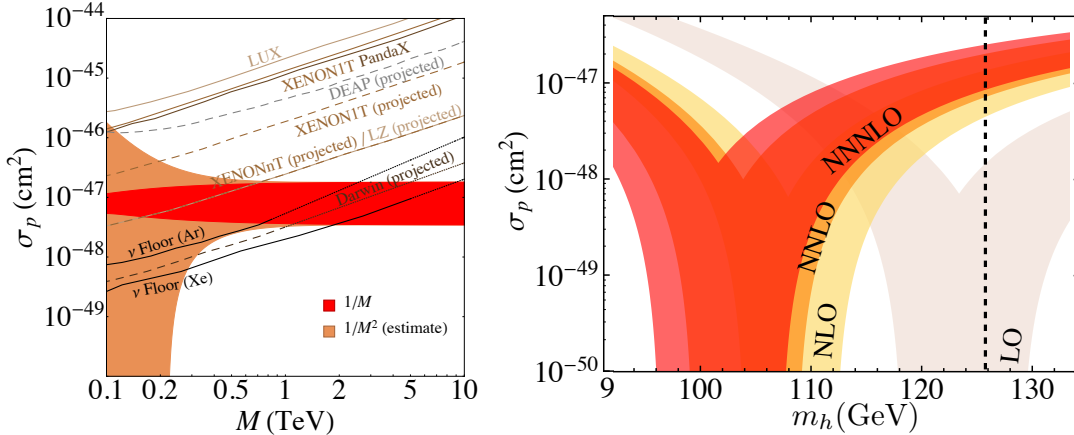 10^−44
10^−45
10^−46
10^−47
10^−48
10^−49
σ_p (cm^2)
LUX
XENON1T PandaX
DEAP (projected)
XENON1T (projected)
XENONnT (projected) / LZ (projected)
Darwin (projected)
ν Floor (Ar)
ν Floor (Xe)
1/M
1/M^2 (estimate)
0.1 0.2 0.5 1 2 5 10
M (TeV)
10^−47
10^−48
10^−49
10^−50
σ_p (cm^2)
NNNLO
NNLO
NLO
LO
9 100 110 120 130
m_h (GeV)